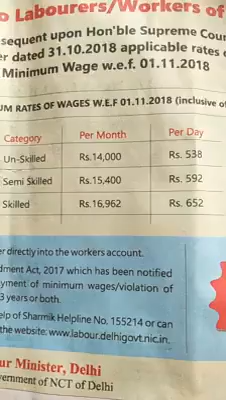 o Labourers/Workers of
sequent upon Hon'ble Supreme Cour
er dated 31.10.2018 applicable rates o
Minimum Wage w.e.f. 01.11.2018
UM RATES OF WAGES W.E.F 01.11.2018 (inclusive of
Category Per Month Per Day
Un-Skilled Rs.14,000 Rs. 538
Semi Skilled Rs.15,400 Rs. 592
Skilled Rs.16,962 Rs. 652
er directly into the workers account.
dment Act, 2017 which has been notified
yment of minimum wages/violation of
3 years or both.
elp of Sharmik Helpline No. 155214 or can
the website: www.labour.delhigovt.nic.in.
ur Minister, Delhi
vernment of NCT of Delhi